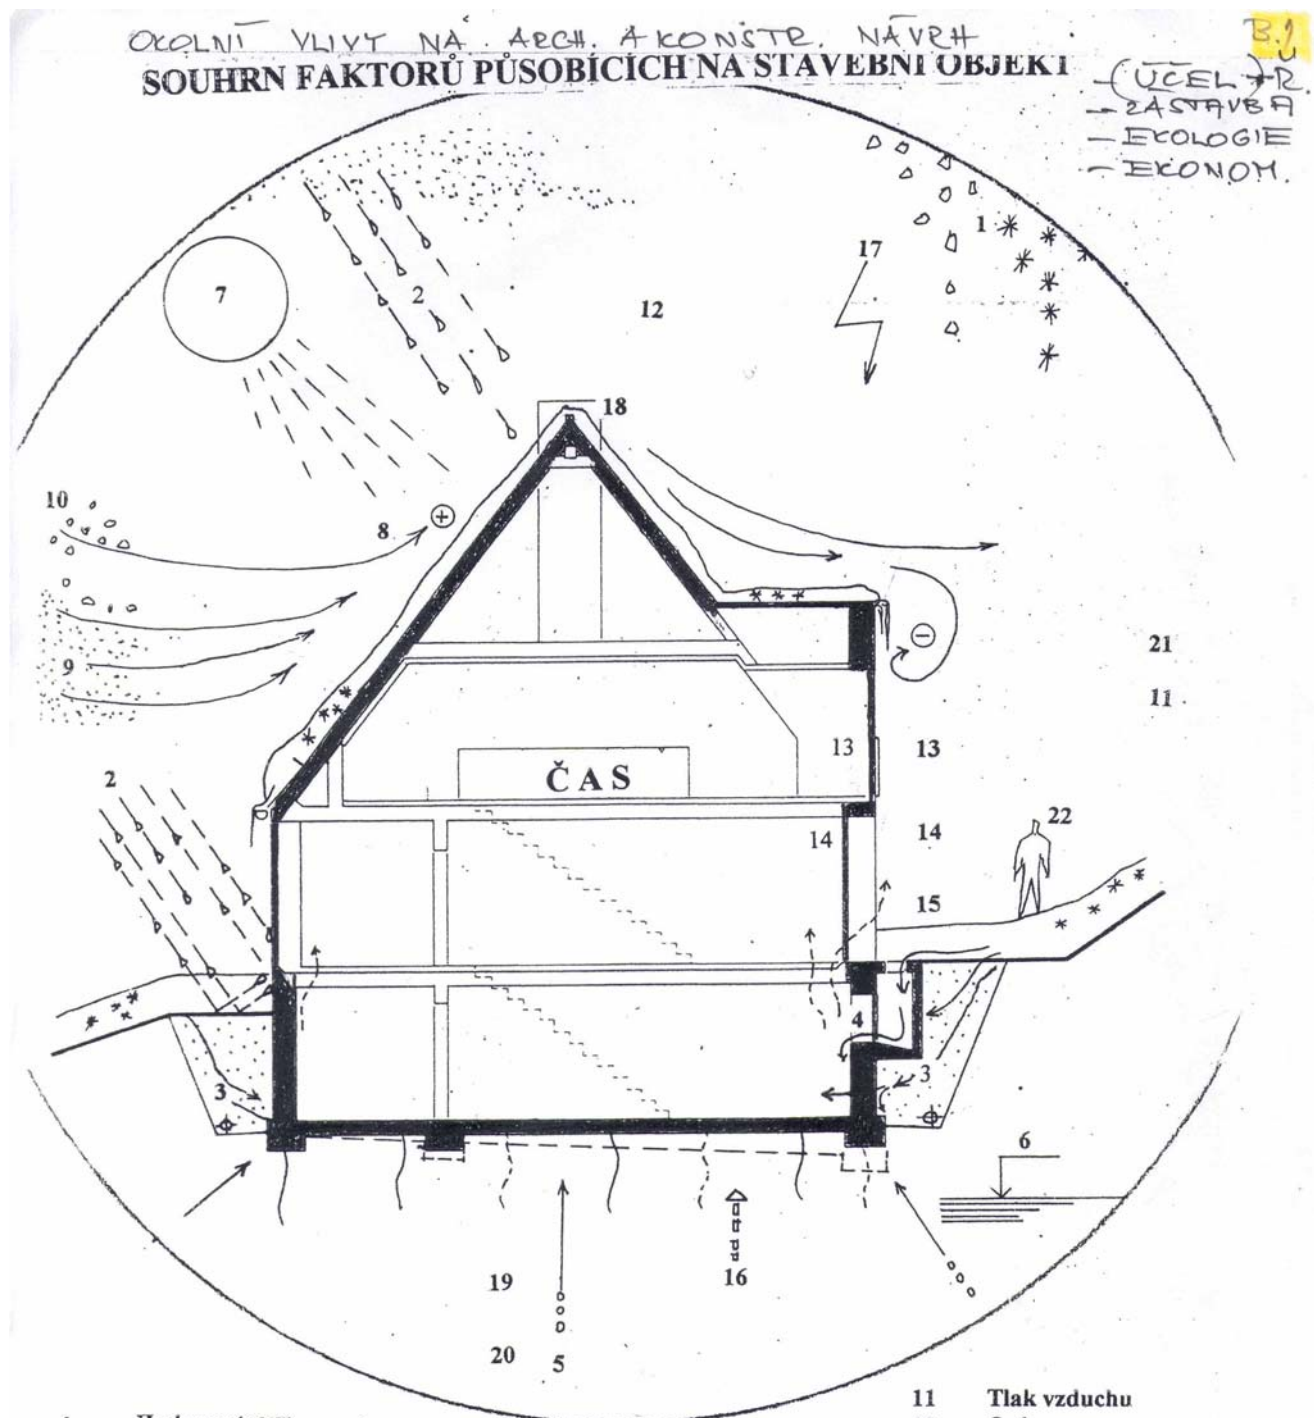 OKOLNÍ VLIVY NA ARCH. A KONSTR. NÁVRH
B.1
SOUHRN FAKTORŮ PŮSOBÍCÍCH NA STAVEBNÍ OBJEKT
- (ÚČEL)
- ZÁSTAVBA
- EKOLOGIE
- EKONOM.
1
17
7
2
12
18
10
8
21
9
11
13
13
2
ČAS
22
14
14
15
4
3
3
6
19
16
20
5
11 Tlak vzduchu